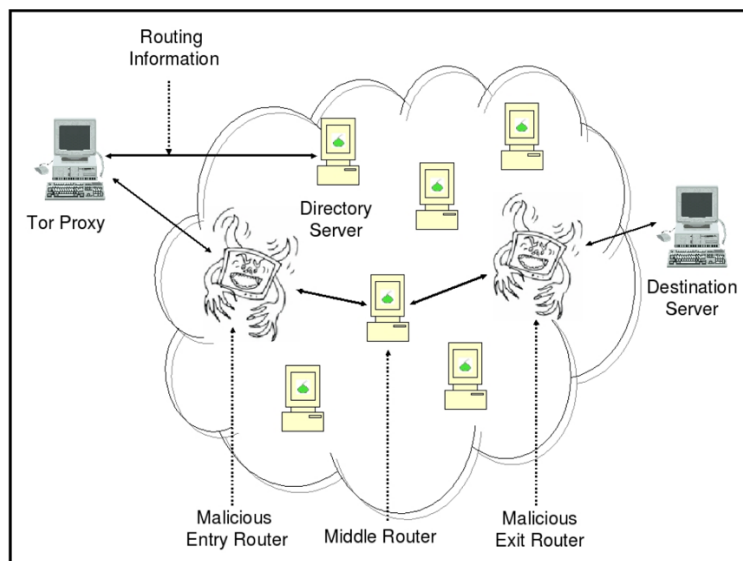 Routing
Information
Tor Proxy
Directory
Server
Destination
Server
Malicious
Entry Router
Middle Router
Malicious
Exit Router